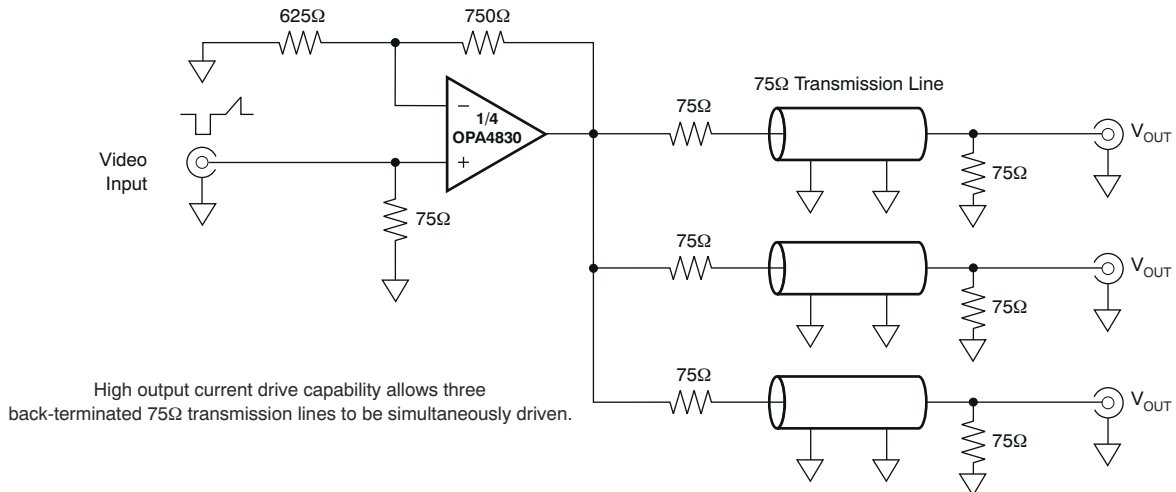 625Ω
750Ω
75Ω Transmission Line
75Ω
−
1/4
OPA4830
+
Video
Input
75Ω
75Ω
V_OUT
75Ω
75Ω
V_OUT
High output current drive capability allows three
back-terminated 75Ω transmission lines to be simultaneously driven.
75Ω
75Ω
V_OUT